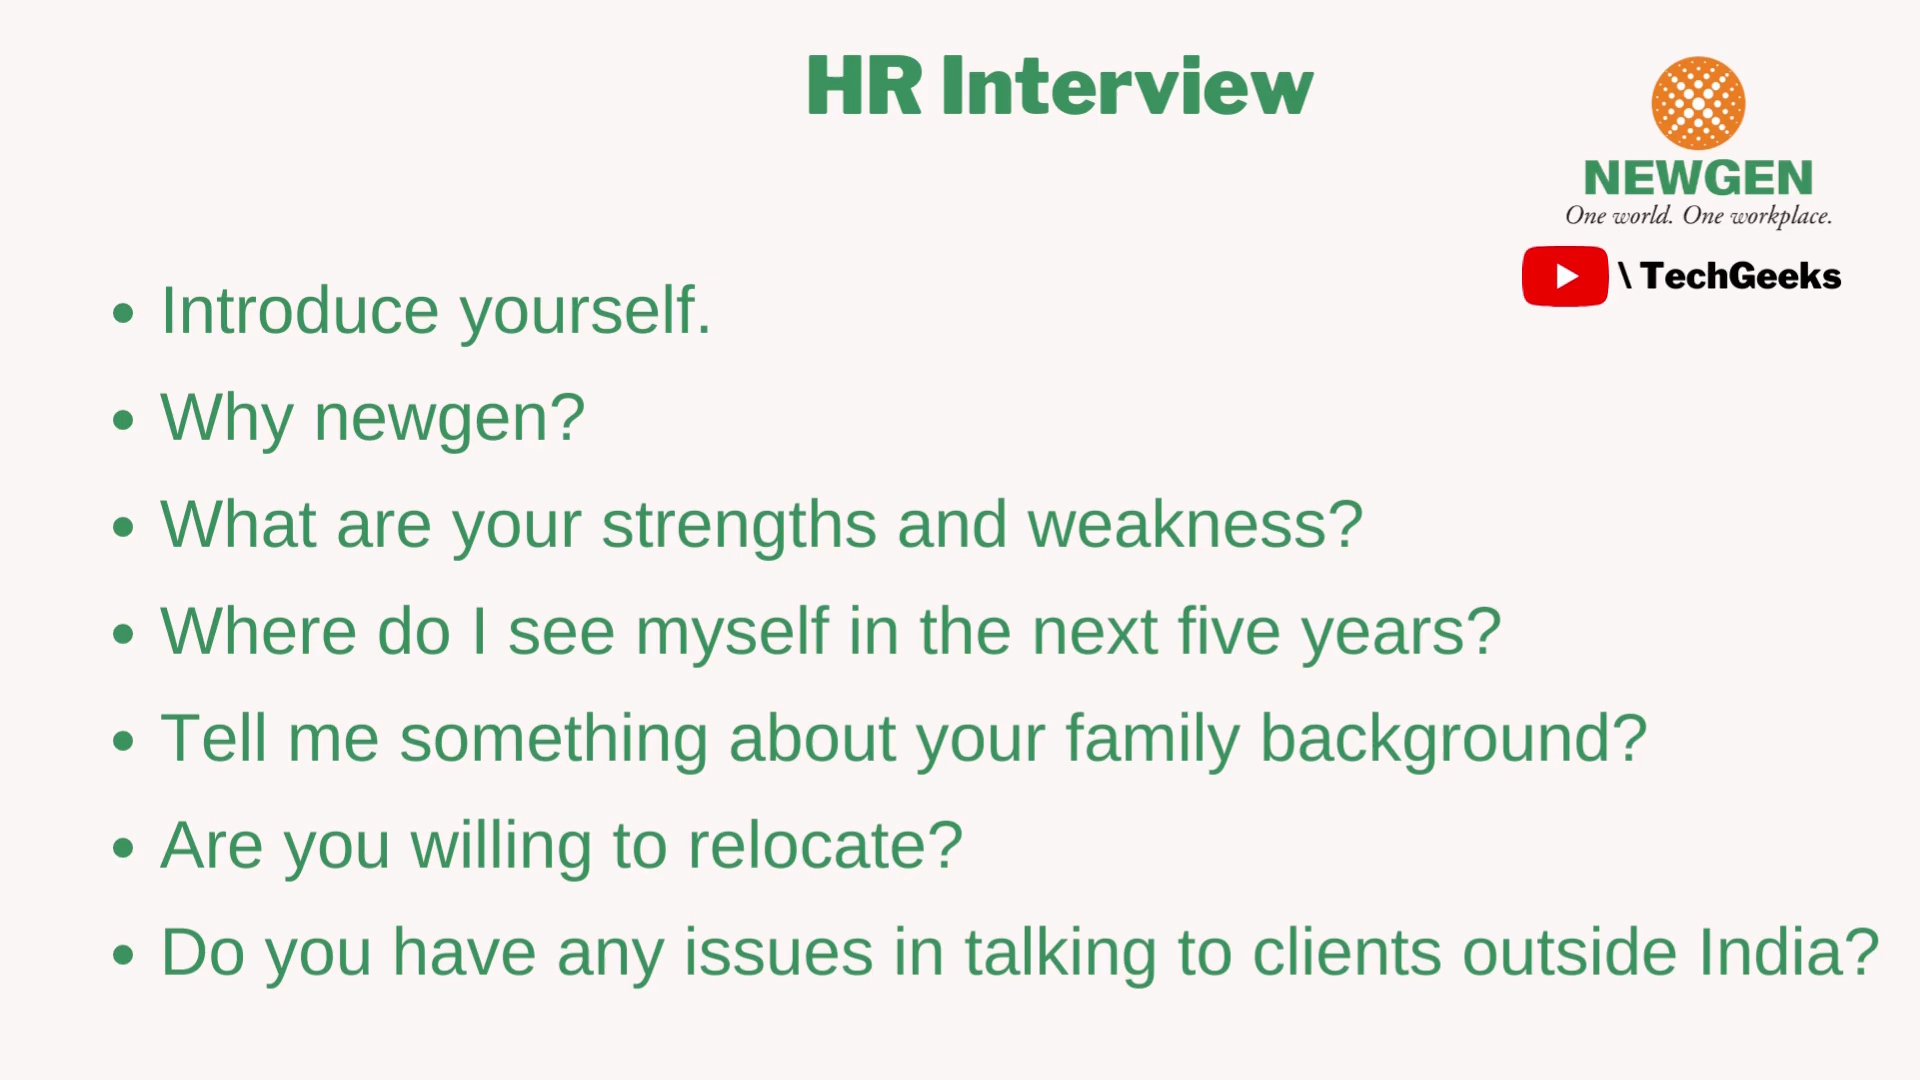 HR Interview
NEWGEN
One world. One workplace.
\ TechGeeks
• Introduce yourself.
• Why newgen?
• What are your strengths and weakness?
• Where do I see myself in the next five years?
• Tell me something about your family background?
• Are you willing to relocate?
• Do you have any issues in talking to clients outside India?